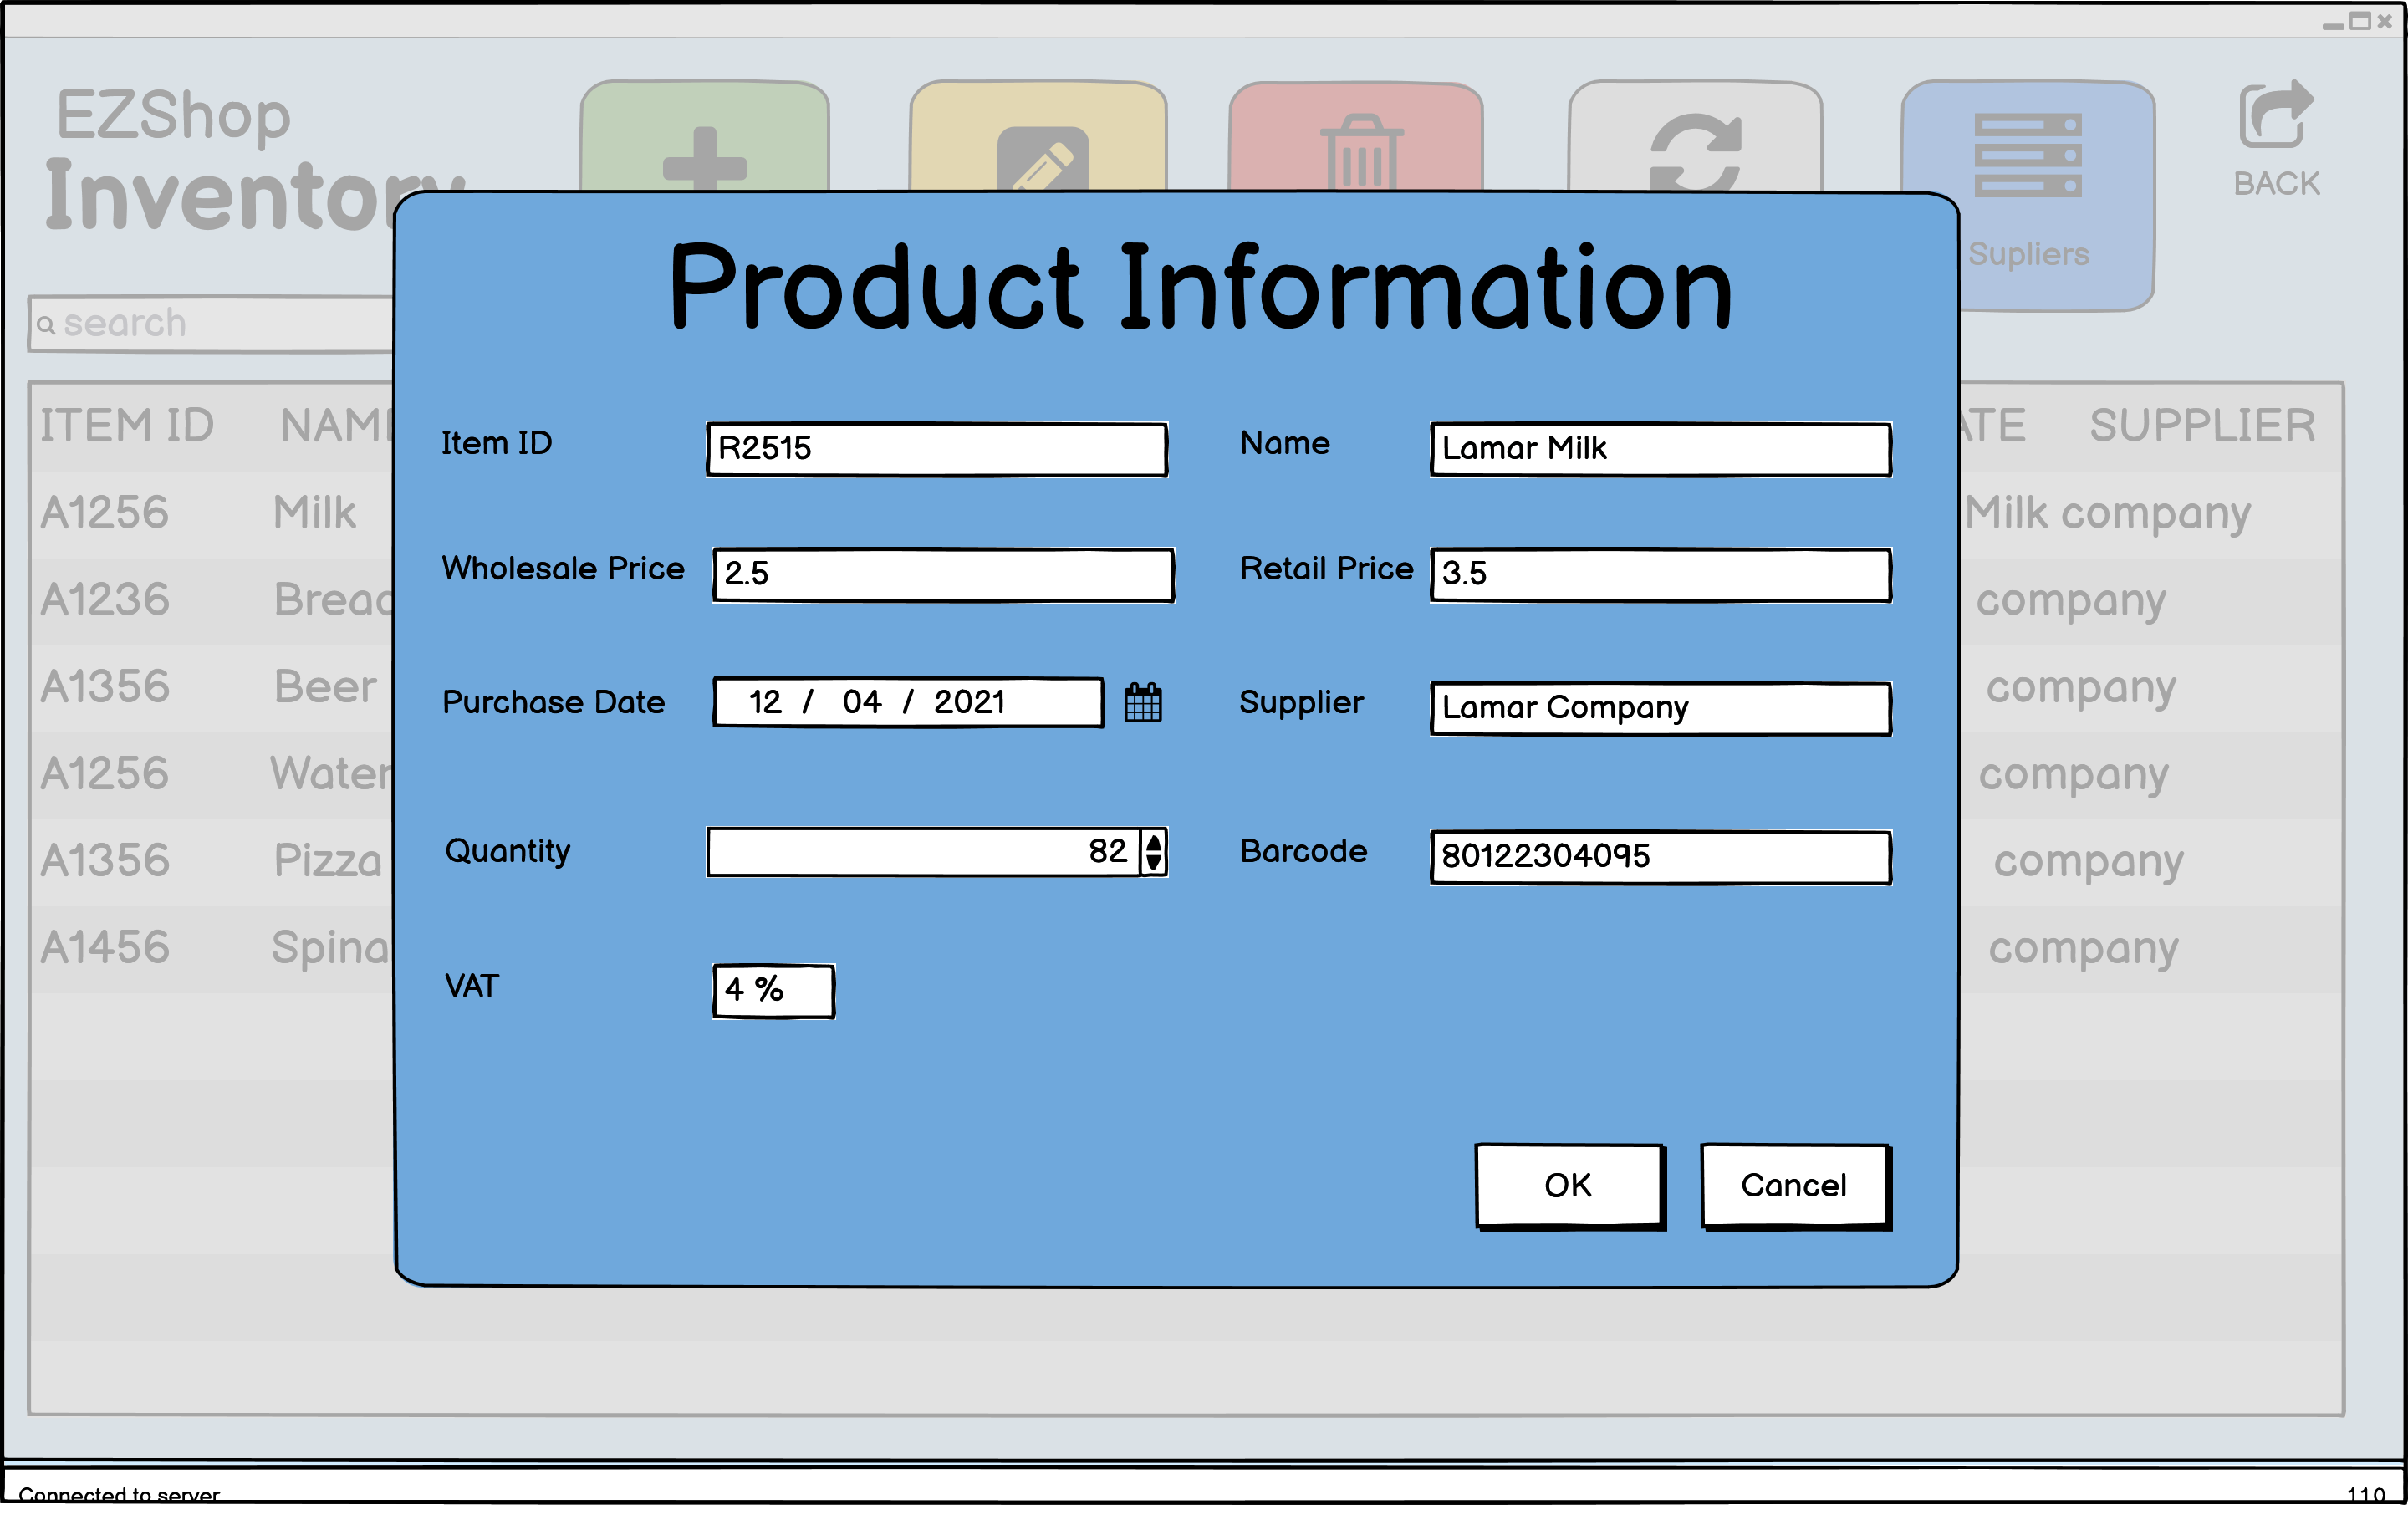 EZShop
Inventory
BACK
Supliers
search
Product Information
ITEM ID NAME SUPPLIER
Item ID R2515 Name Lamar Milk
A1256 Milk Milk company
Wholesale Price 2.5 Retail Price 3.5
A1236 Bread company
A1356 Beer company
Purchase Date 12 / 04 / 2021 Supplier Lamar Company
A1256 Water company
Quantity 82 Barcode 80122304095
A1356 Pizza company
A1456 Spina company
VAT 4 %
OK Cancel
Connected to server 110